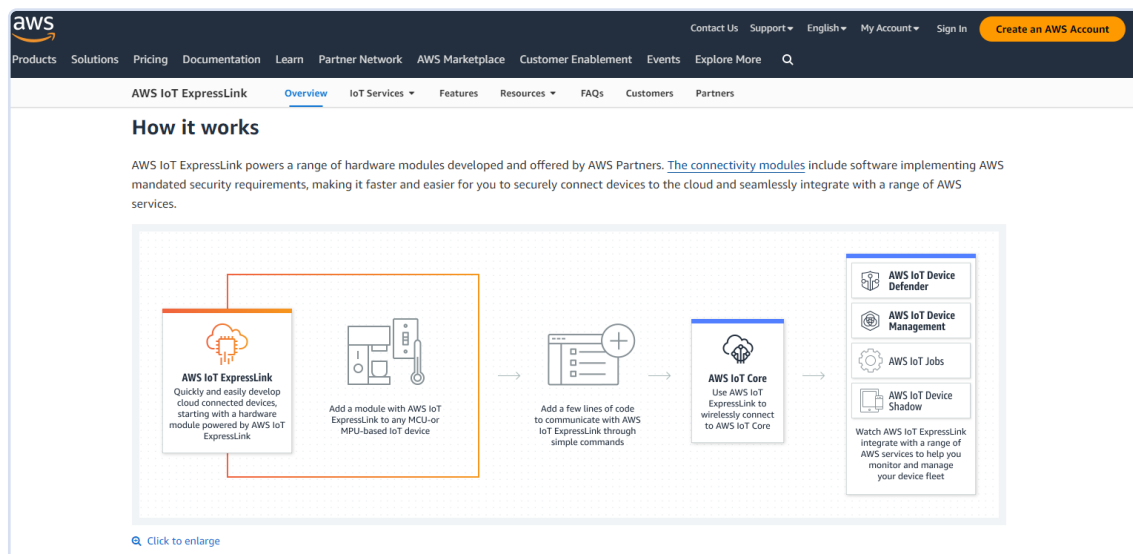 aws
Contact Us Support English My Account Sign In Create an AWS Account
Products Solutions Pricing Documentation Learn Partner Network AWS Marketplace Customer Enablement Events Explore More
AWS IoT ExpressLink Overview IoT Services Features Resources FAQs Customers Partners
How it works
AWS IoT ExpressLink powers a range of hardware modules developed and offered by AWS Partners. The connectivity modules include software implementing AWS
mandated security requirements, making it faster and easier for you to securely connect devices to the cloud and seamlessly integrate with a range of AWS
services.
AWS IoT ExpressLink
Quickly and easily develop
cloud connected devices,
starting with a hardware
module powered by AWS IoT
ExpressLink
Add a module with AWS IoT
ExpressLink to any MCU-or
MPU-based IoT device
Add a few lines of code
to communicate with AWS
IoT ExpressLink through
simple commands
AWS IoT Core
Use AWS IoT
ExpressLink to
wirelessly connect
to AWS IoT Core
AWS IoT Device
Defender
AWS IoT Device
Management
AWS IoT Jobs
AWS IoT Device
Shadow
Watch AWS IoT ExpressLink
integrate with a range of
AWS services to help you
monitor and manage
your device fleet
Click to enlarge